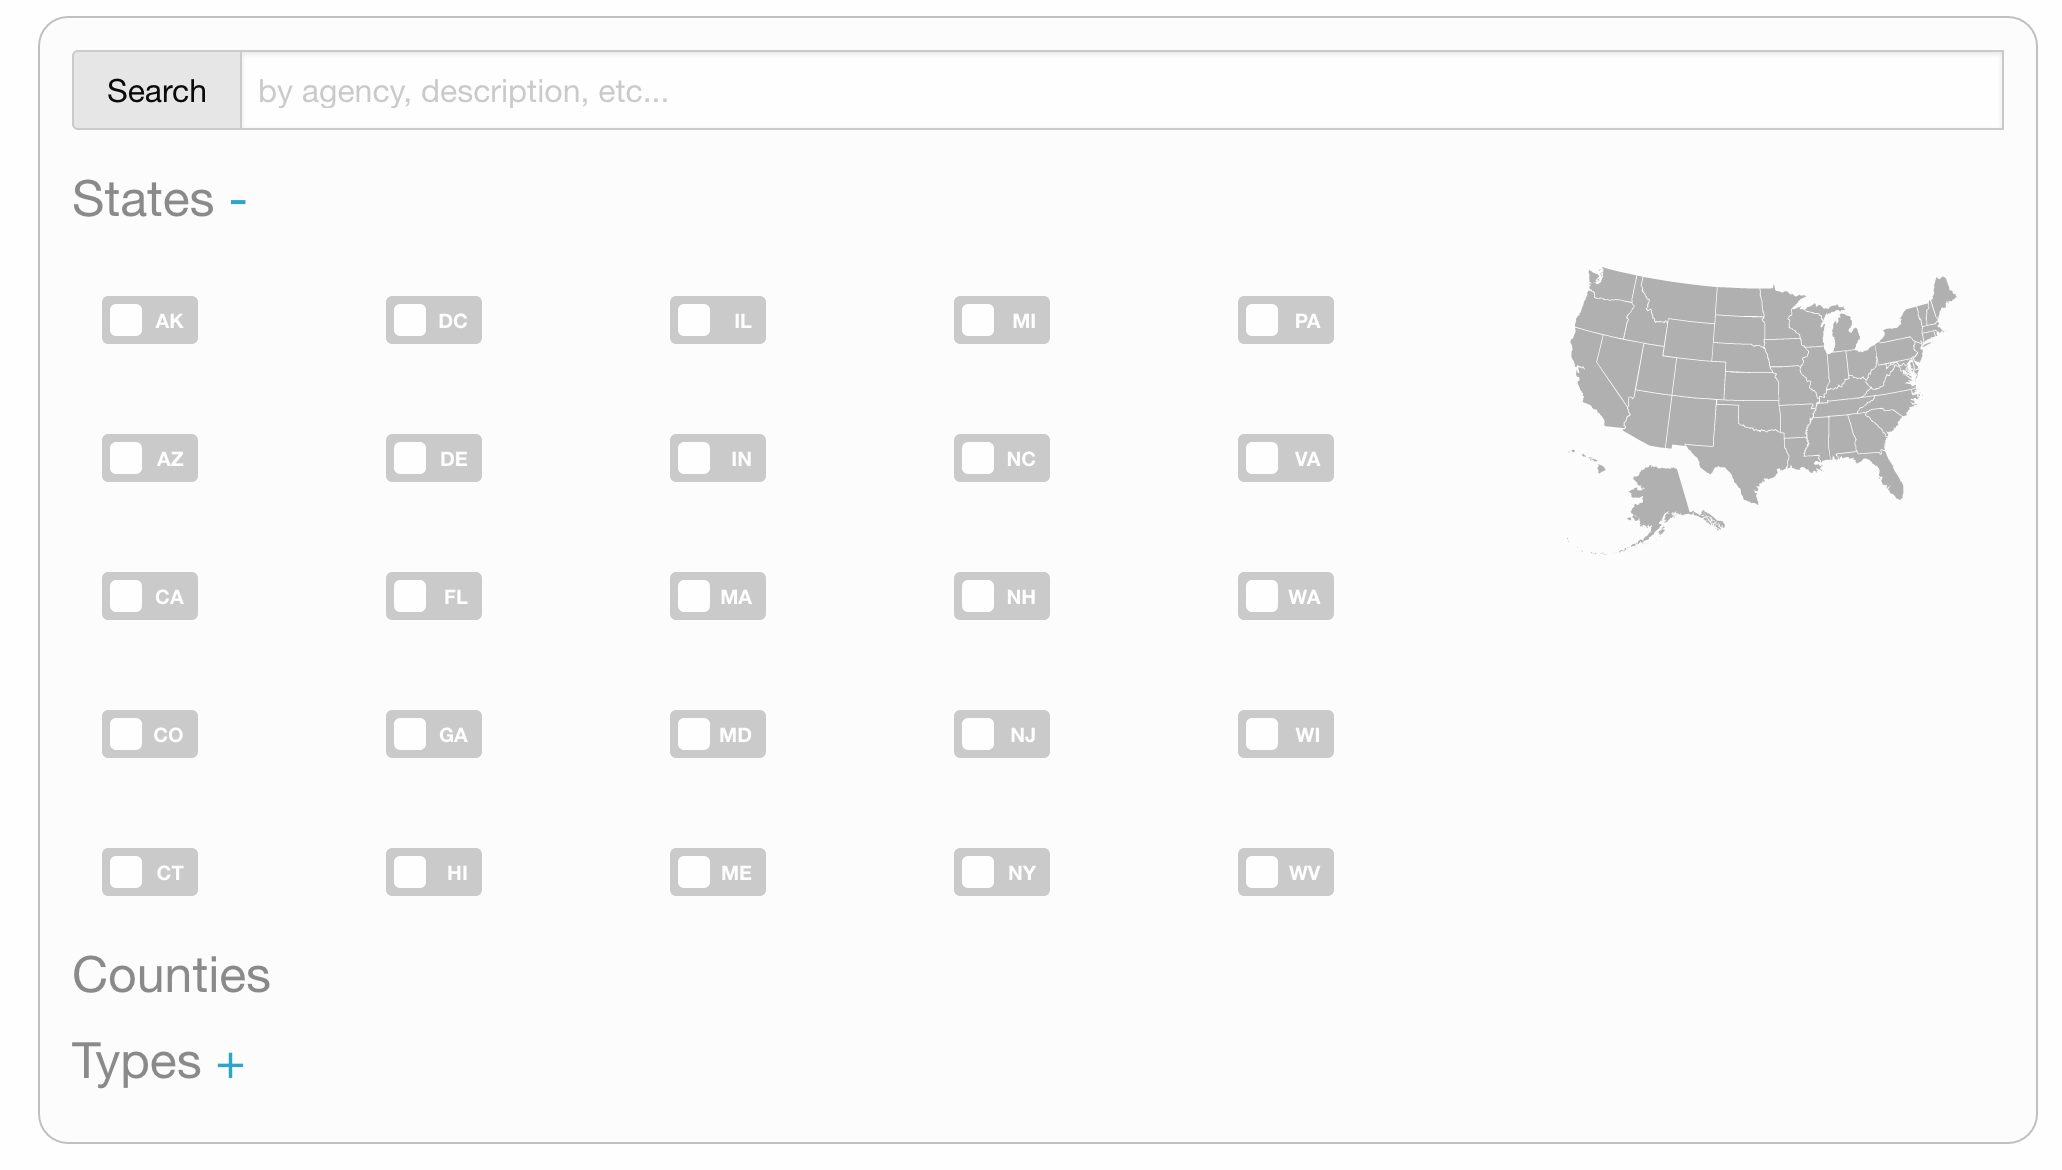 Search by agency, description, etc...
States -
AK DC IL MI PA
AZ DE IN NC VA
CA FL MA NH WA
CO GA MD NJ WI
CT HI ME NY WV
Counties
Types +